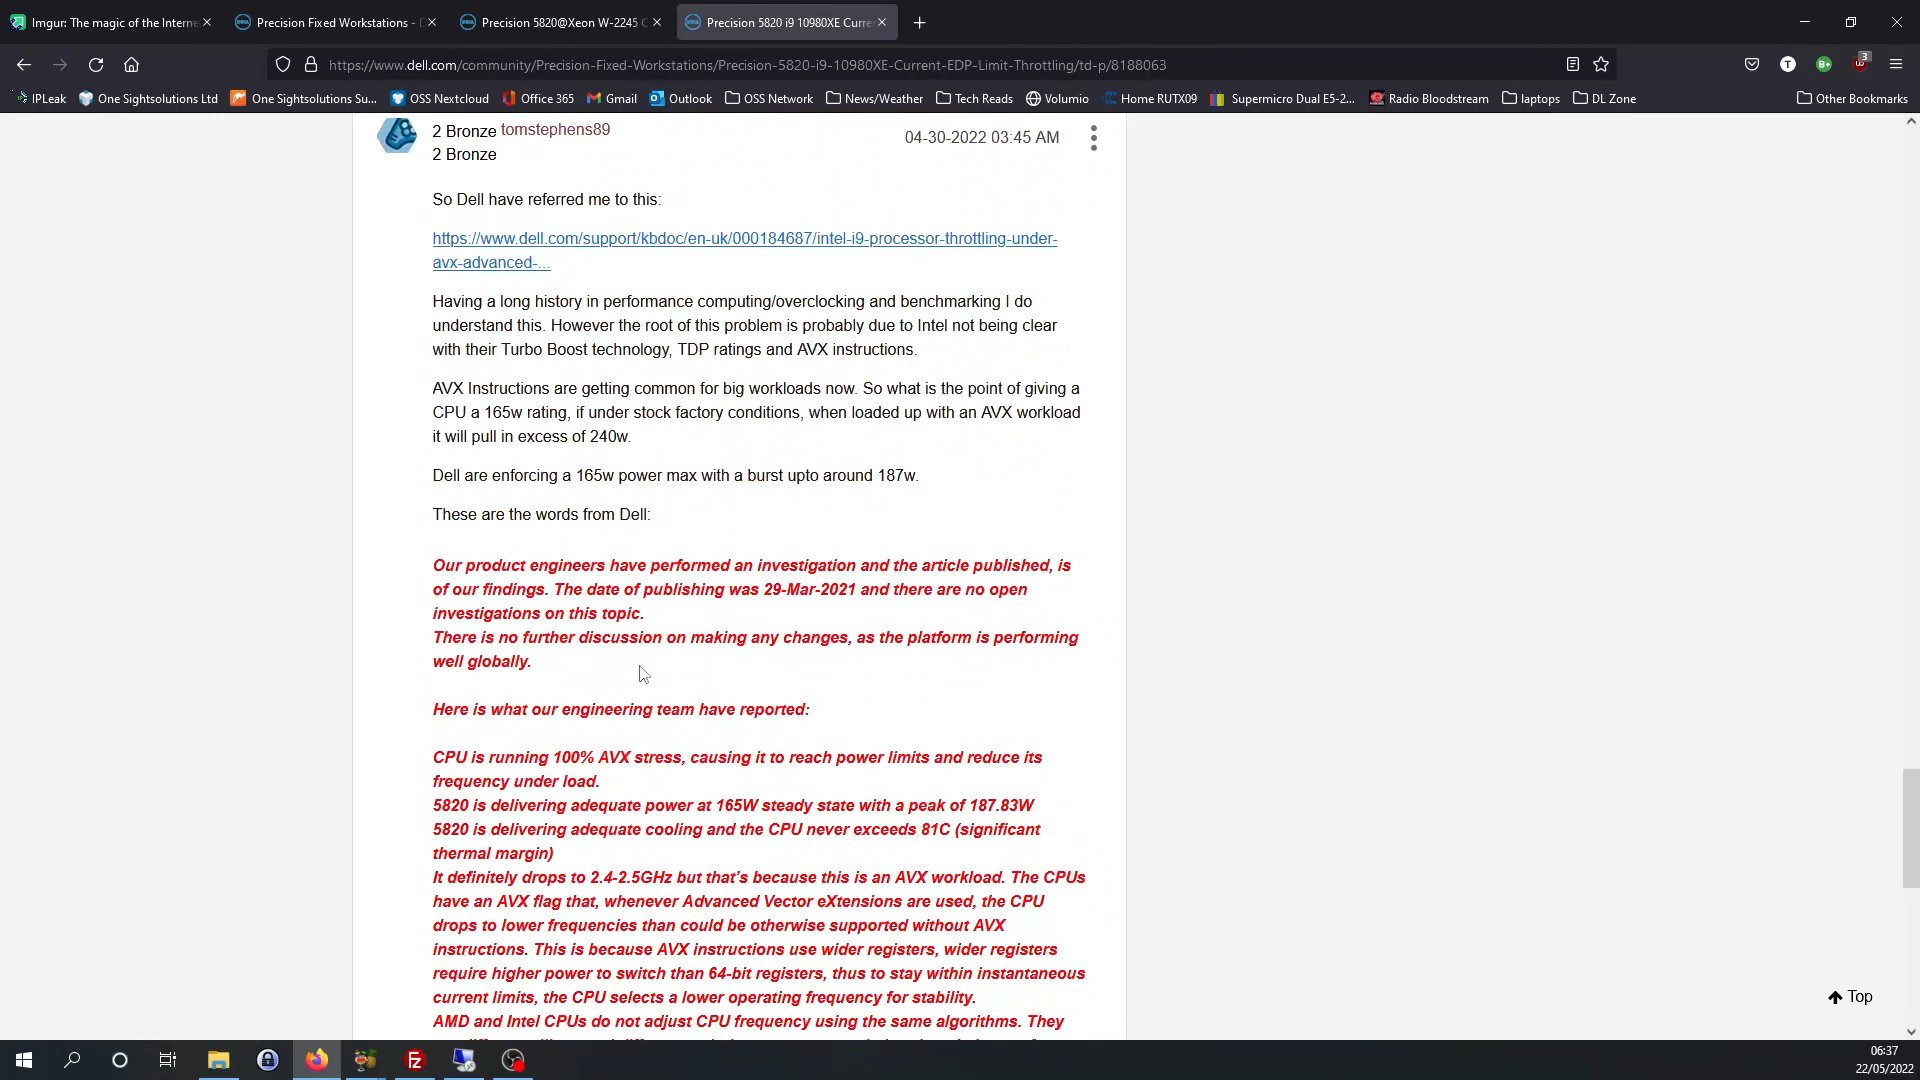 Imgur: The magic of the Interne
Precision Fixed Workstations - D
Precision 5820@Xeon W-2245 C
Precision 5820 i9 10980XE Curre
https://www.dell.com/community/Precision-Fixed-Workstations/Precision-5820-i9-10980XE-Current-EDP-Limit-Throttling/td-p/8188063
T
B+
3
IPLeak
One Sightsolutions Ltd
One Sightsolutions Su...
OSS Nextcloud
Office 365
Gmail
Outlook
OSS Network
News/Weather
Tech Reads
Volumio
Home RUTX09
Supermicro Dual E5-2...
Radio Bloodstream
laptops
DL Zone
Other Bookmarks
2 Bronze tomstephens89
04-30-2022 03:45 AM
2 Bronze
So Dell have referred me to this:
https://www.dell.com/support/kbdoc/en-uk/000184687/intel-i9-processor-throttling-under-
avx-advanced-...
Having a long history in performance computing/overclocking and benchmarking I do
understand this. However the root of this problem is probably due to Intel not being clear
with their Turbo Boost technology, TDP ratings and AVX instructions.
AVX Instructions are getting common for big workloads now. So what is the point of giving a
CPU a 165w rating, if under stock factory conditions, when loaded up with an AVX workload
it will pull in excess of 240w.
Dell are enforcing a 165w power max with a burst upto around 187w.
These are the words from Dell:
Our product engineers have performed an investigation and the article published, is
of our findings. The date of publishing was 29-Mar-2021 and there are no open
investigations on this topic.
There is no further discussion on making any changes, as the platform is performing
well globally.
Here is what our engineering team have reported:
CPU is running 100% AVX stress, causing it to reach power limits and reduce its
frequency under load.
5820 is delivering adequate power at 165W steady state with a peak of 187.83W
5820 is delivering adequate cooling and the CPU never exceeds 81C (significant
thermal margin)
It definitely drops to 2.4-2.5GHz but that’s because this is an AVX workload. The CPUs
have an AVX flag that, whenever Advanced Vector eXtensions are used, the CPU
drops to lower frequencies than could be otherwise supported without AVX
instructions. This is because AVX instructions use wider registers, wider registers
require higher power to switch than 64-bit registers, thus to stay within instantaneous
current limits, the CPU selects a lower operating frequency for stability.
AMD and Intel CPUs do not adjust CPU frequency using the same algorithms. They
Top
Fz
06:37
22/05/2022